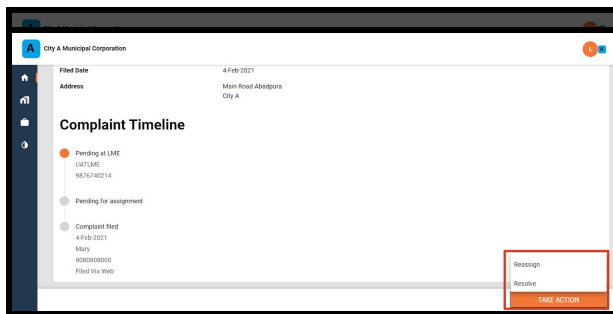 A
City A Municipal Corporation
L
A
Filed Date
4-Feb-2021
Address
Main Road Abadpura
City A
Complaint Timeline
Pending at LME
UATLME
9876740214
Pending for assignment
Complaint filed
4-Feb-2021
Mary
8080808000
Filed Via Web
Reassign
Resolve
TAKE ACTION